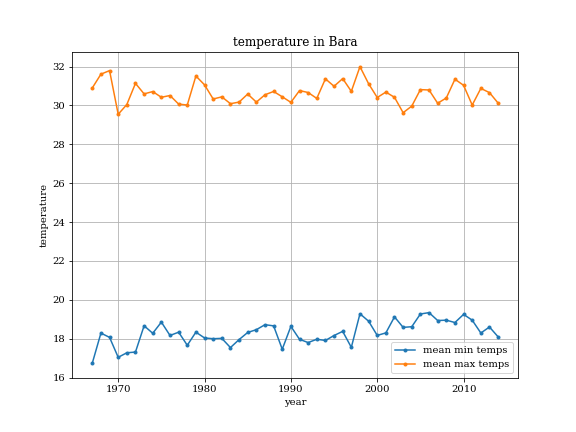 temperature in Bara
32
30
28
26
24
22
20
18
16
temperature
1970 1980 1990 2000 2010
year
mean min temps
mean max temps